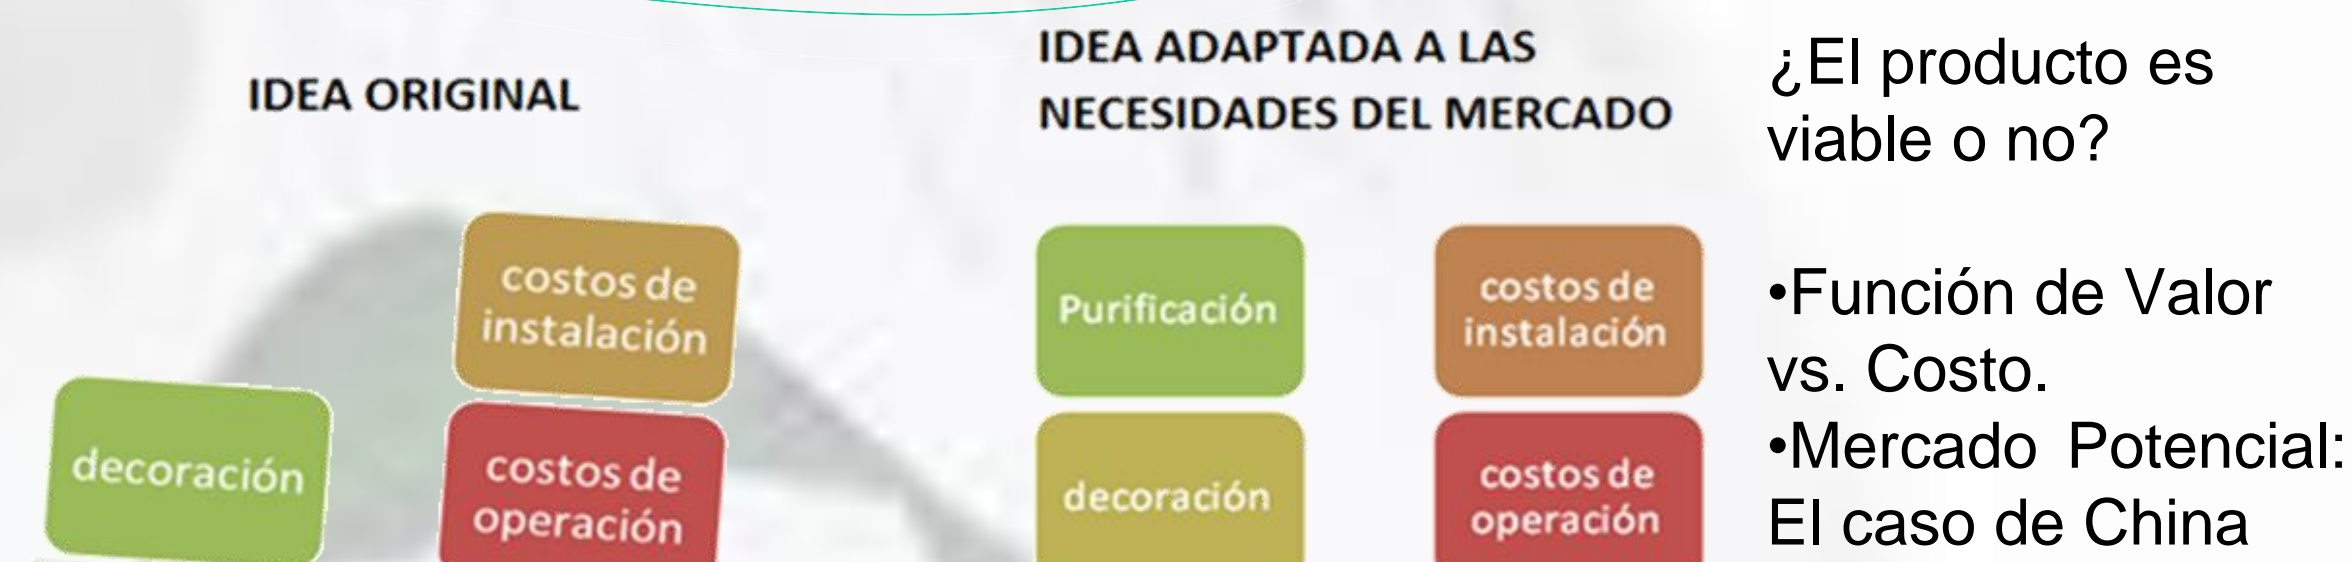 IDEA ORIGINAL
costos de
instalación
decoración
costos de
operación
IDEA ADAPTADA A LAS
NECESIDADES DEL MERCADO
Purificación
costos de
instalación
decoración
costos de
operación
¿El producto es
viable o no?
•Función de Valor
vs. Costo.
•Mercado Potencial:
El caso de China